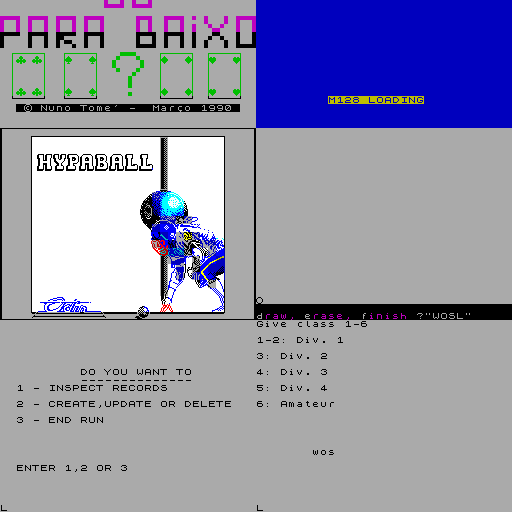 PARA BAIXO
© Nuno Tome´ - Março 1990
M128 LOADING
HYPABALL
draw, erase, finish ?"WOSL"
DO YOU WANT TO
1 - INSPECT RECORDS
2 - CREATE,UPDATE OR DELETE
3 - END RUN
ENTER 1,2 OR 3
L
Give class 1-6
1-2: Div. 1
3: Div. 2
4: Div. 3
5: Div. 4
6: Amateur
wos
L